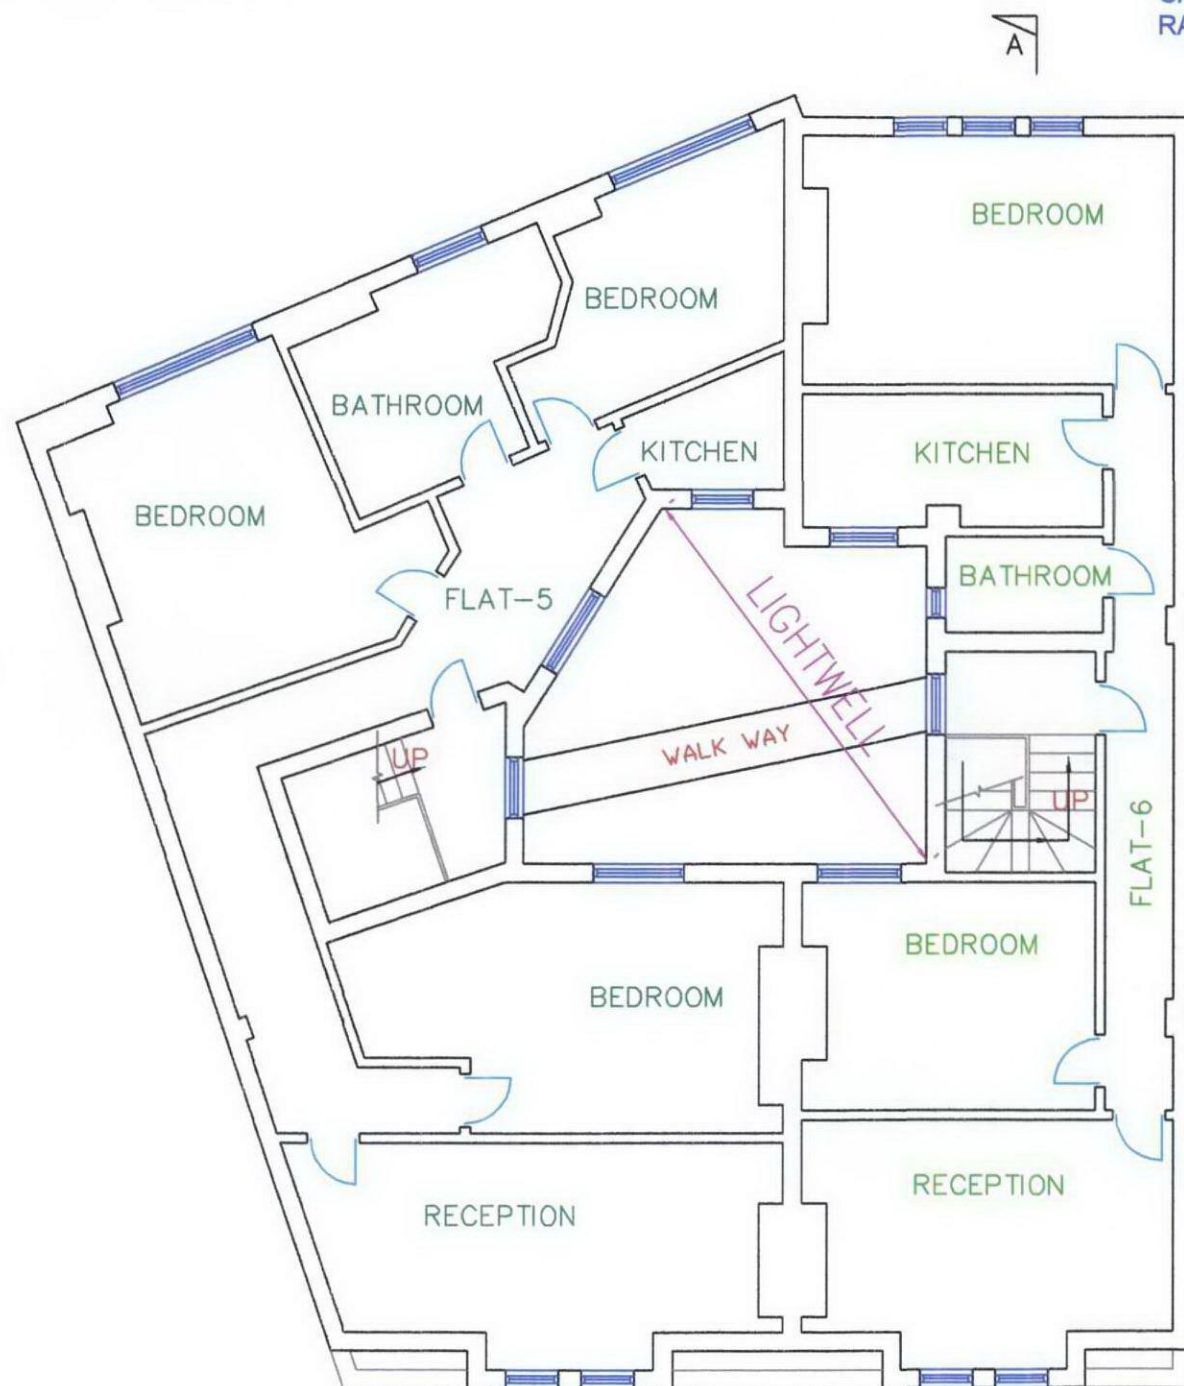 A
RA
BEDROOM
BEDROOM
BATHROOM
KITCHEN
KITCHEN
BEDROOM
BATHROOM
FLAT-5
LIGHTWELL
WALK WAY
UP
UP
FLAT-6
BEDROOM
BEDROOM
RECEPTION
RECEPTION